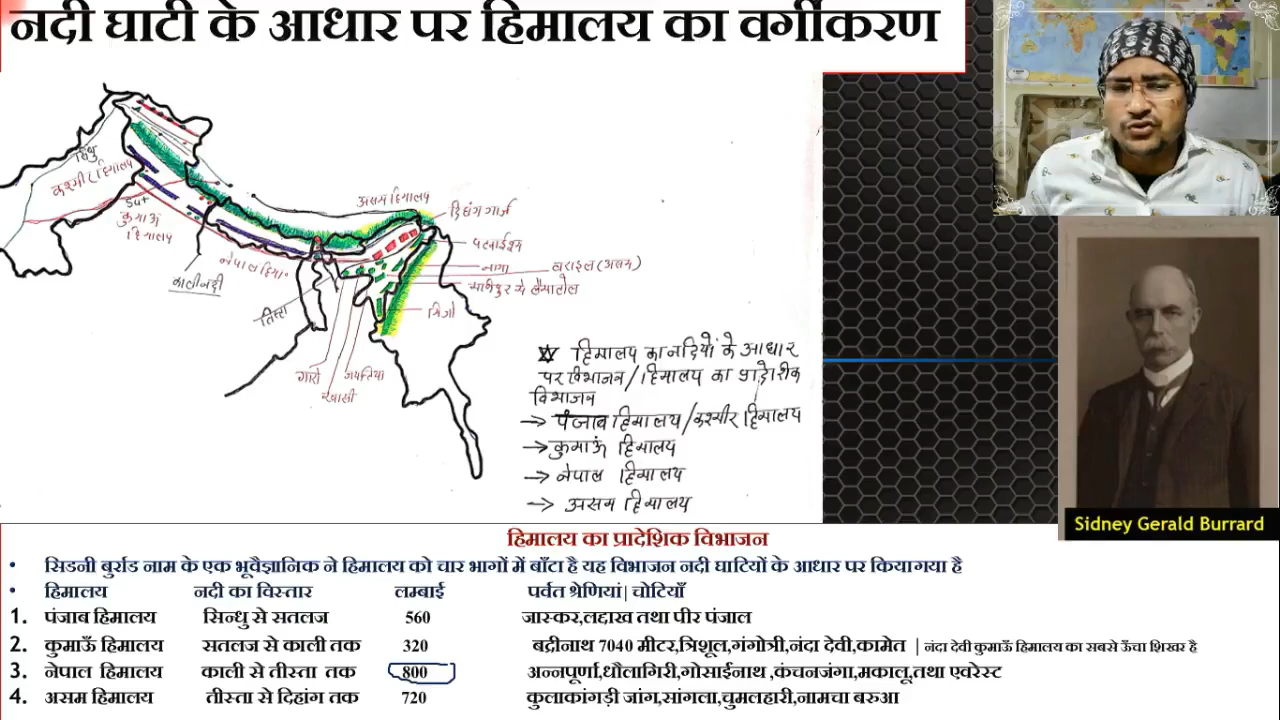 नदी घाटी के आधार पर हिमालय का वर्गीकरण
सिंधु
कश्मीर हिमालय
कुमाऊं
हिमालय
असम हिमालय
दिहांग गार्ज
पटकाईबुम
नागा
बराइल (असम)
मिजो
नेपाल हिमा॰
कालीनदी
तिस्ता
गारो
जयन्तिया
खासी
हिमालय का नदियों के आधार
पर विभाजन/हिमालय का प्रादेशिक
विभाजन
→ पंजाब हिमालय/कश्मीर हिमालय
→ कुमाऊं हिमालय
→ नेपाल हिमालय
→ असम हिमालय
Sidney Gerald Burrard
हिमालय का प्रादेशिक विभाजन
• सिडनी बुर्राड नाम के एक भूवैज्ञानिक ने हिमालय को चार भागों में बाँटा है यह विभाजन नदी घाटियों के आधार पर किया गया है
• हिमालय नदी का विस्तार लम्बाई पर्वत श्रेणियां| चोटियाँ
1. पंजाब हिमालय सिन्धु से सतलज 560 जास्कर,लद्दाख तथा पीर पंजाल
2. कुमाऊँ हिमालय सतलज से काली तक 320 बद्रीनाथ 7040 मीटर,त्रिशूल,गंगोत्री,नंदा देवी,कामेत | नंदा देवी कुमाऊँ हिमालय का सबसे ऊँचा शिखर है
3. नेपाल हिमालय काली से तीस्ता तक 800 अन्नपूर्णा,धौलागिरी,गोसाईनाथ ,कंचनजंगा,मकालू,तथा एवरेस्ट
4. असम हिमालय तीस्ता से दिहांग तक 720 कुलाकांगड़ी जांग,सांगला,चुमलहारी,नामचा बरुआ